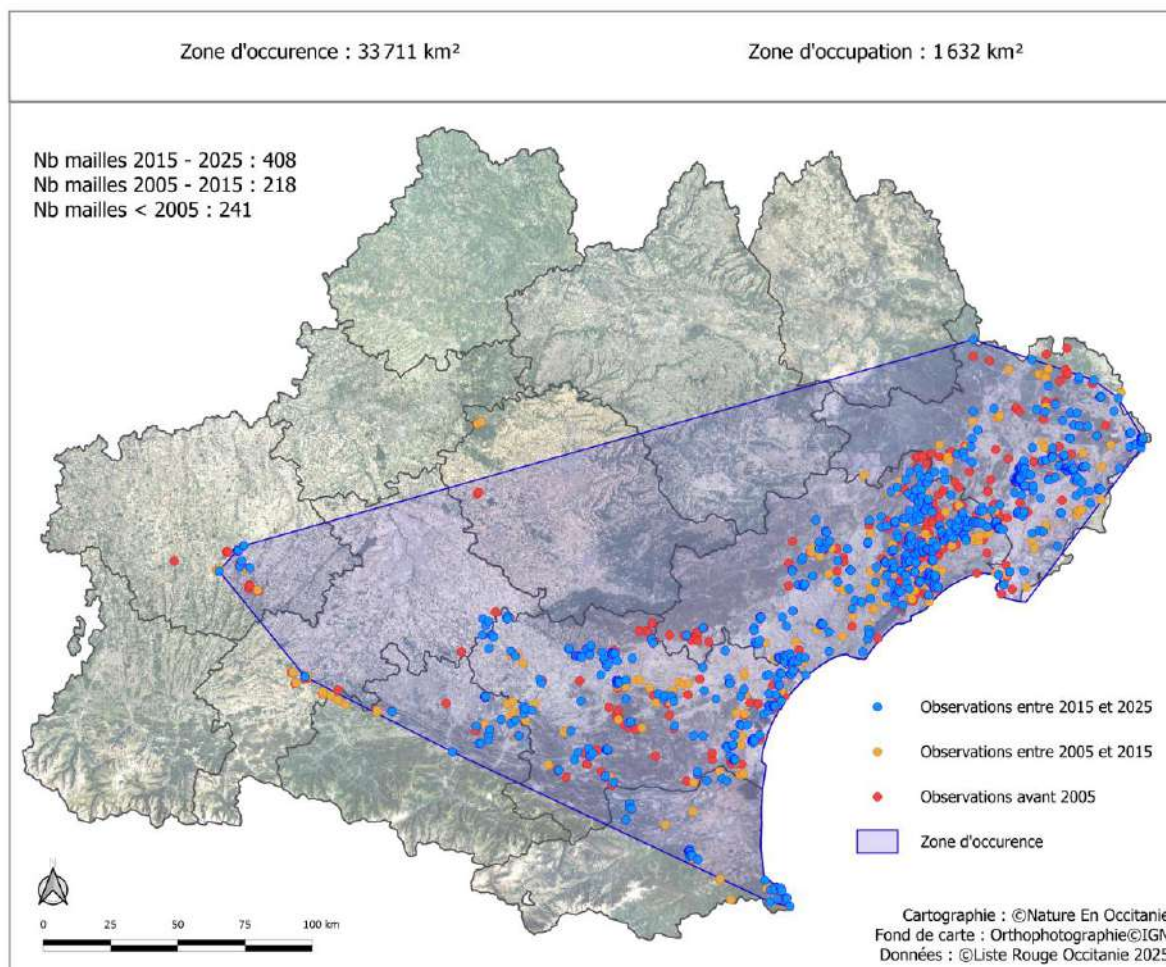 Zone d'occurence : 33 711 km²
Zone d'occupation : 1 632 km²
Nb mailles 2015 - 2025 : 408
Nb mailles 2005 - 2015 : 218
Nb mailles < 2005 : 241
Observations entre 2015 et 2025
Observations entre 2005 et 2015
Observations avant 2005
Zone d'occurence
N
0 25 50 75 100 km
Cartographie : ©Nature En Occitanie
Fond de carte : Orthophotographie©IGN
Données : ©Liste Rouge Occitanie 2025